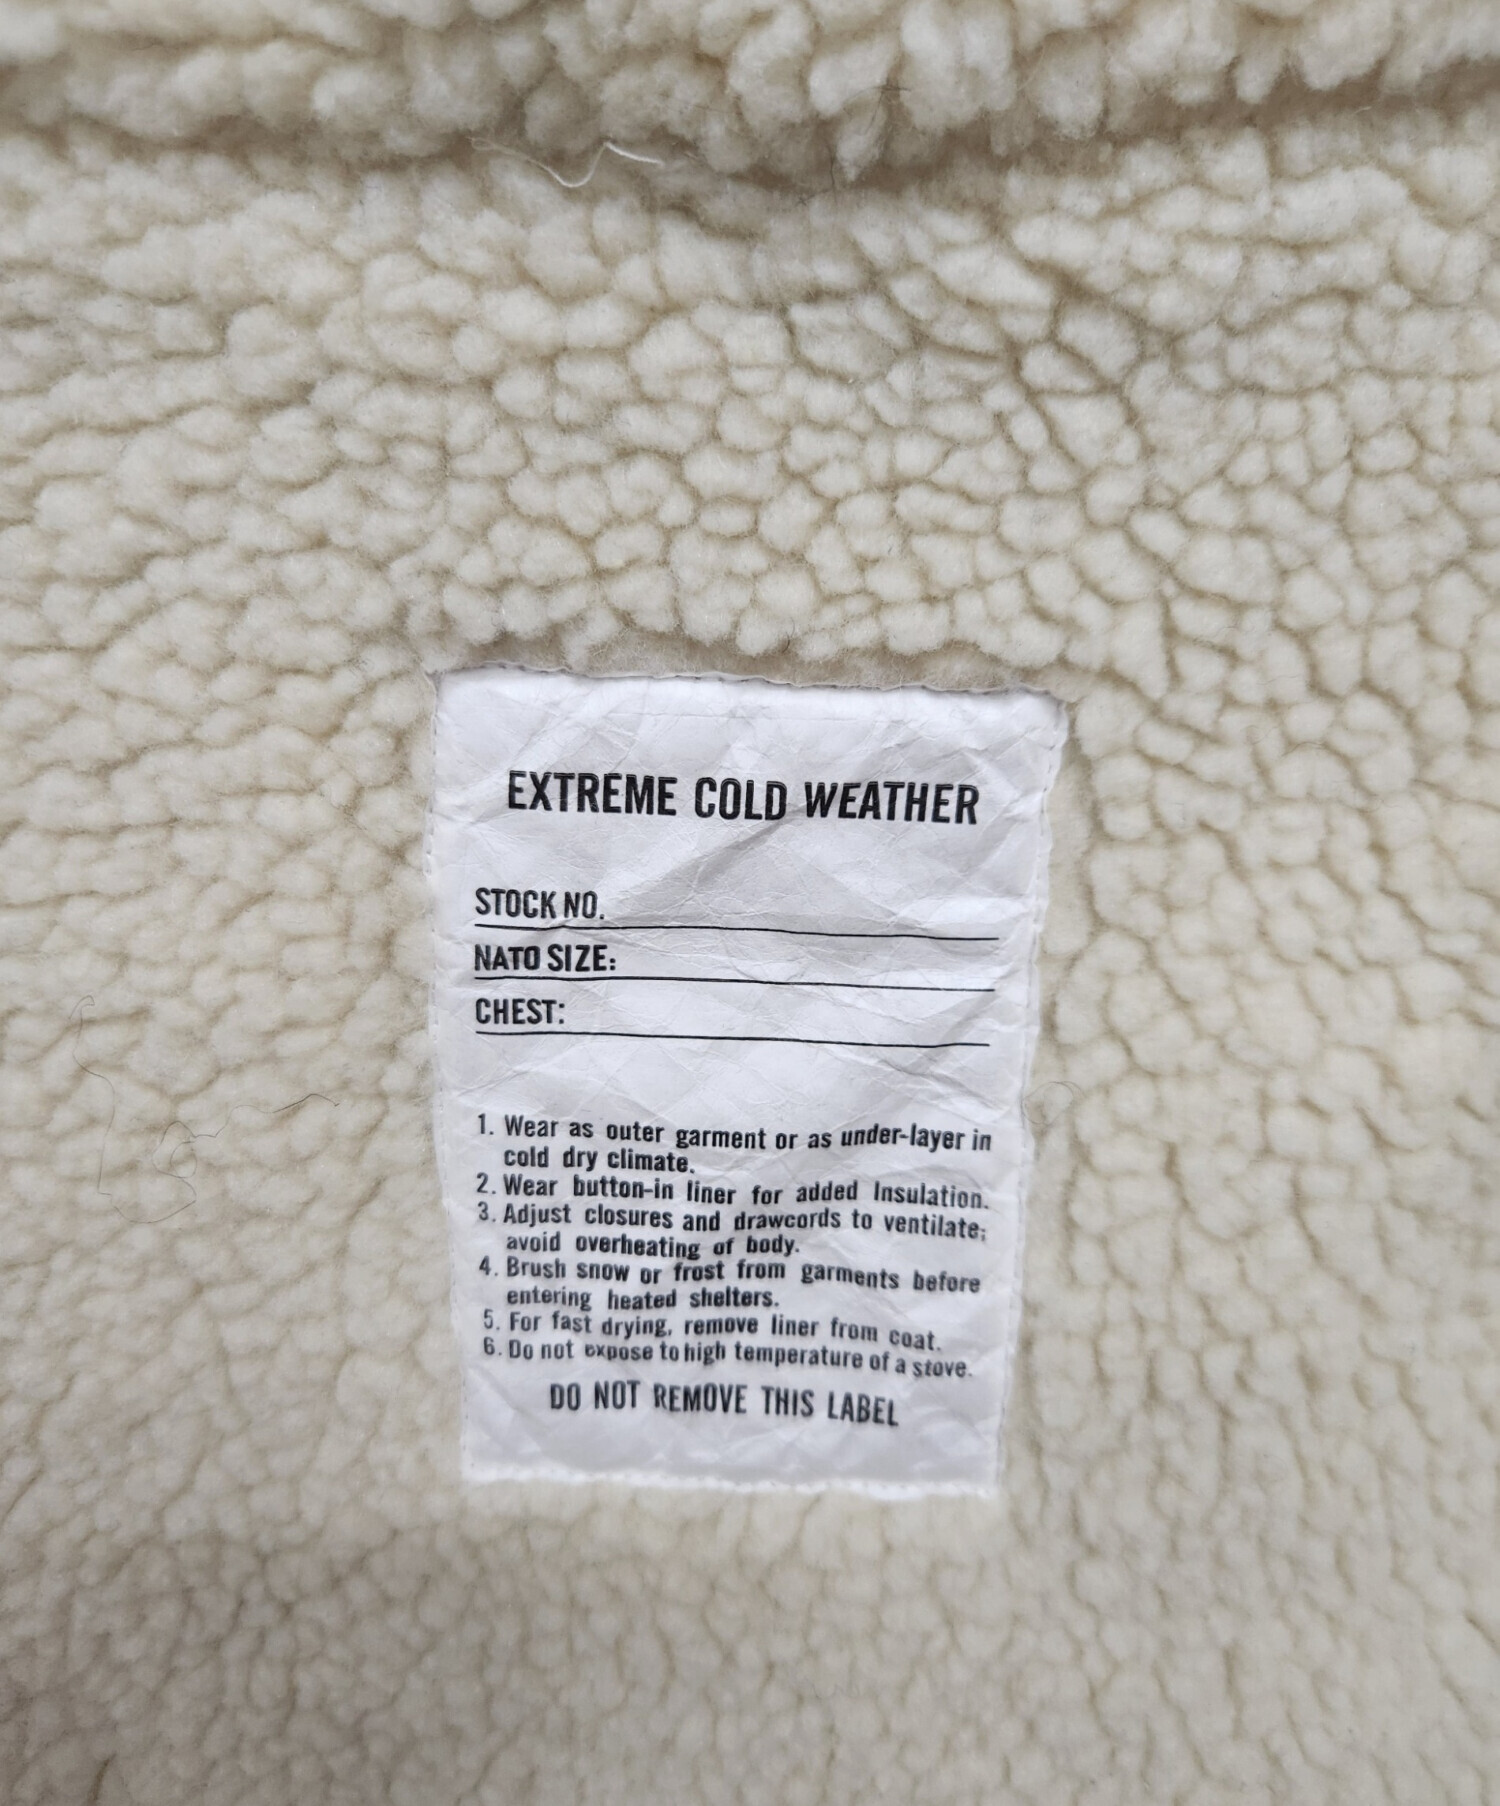 EXTREME COLD WEATHER
STOCK NO.
NATO SIZE:
CHEST:
1. Wear as outer garment or as under-layer in
cold dry climate.
2. Wear button-in liner for added Insulation.
3. Adjust closures and drawcords to ventilate;
avoid overheating of body.
4. Brush snow or frost from garments before
entering heated shelters.
5. For fast drying, remove liner from coat.
6. Do not expose to high temperature of a stove.
DO NOT REMOVE THIS LABEL